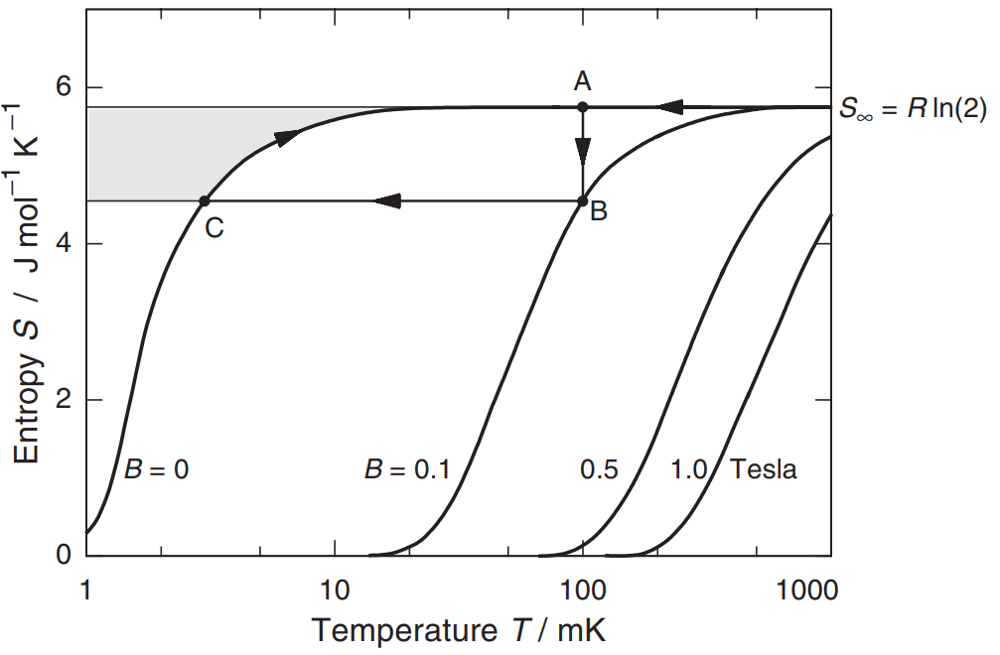 Entropy S / J mol⁻¹ K⁻¹
6
4
2
0
A
S∞ = R ln(2)
B
C
B = 0
B = 0.1
0.5
1.0
Tesla
1
10
100
1000
Temperature T / mK